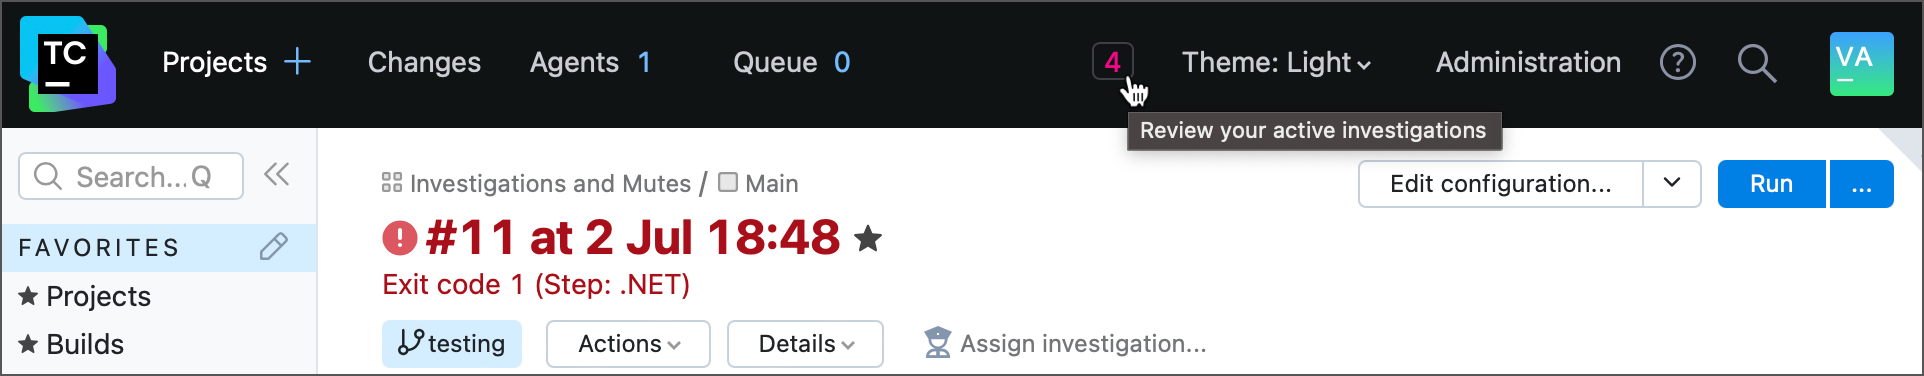 TC
Projects + Changes Agents 1 Queue 0 4 Theme: Light Administration ? VA
Review your active investigations
Search... Q
Investigations and Mutes / Main
Edit configuration...
Run ...
#11 at 2 Jul 18:48
FAVORITES
Exit code 1 (Step: .NET)
Projects
Builds
testing Actions Details Assign investigation...